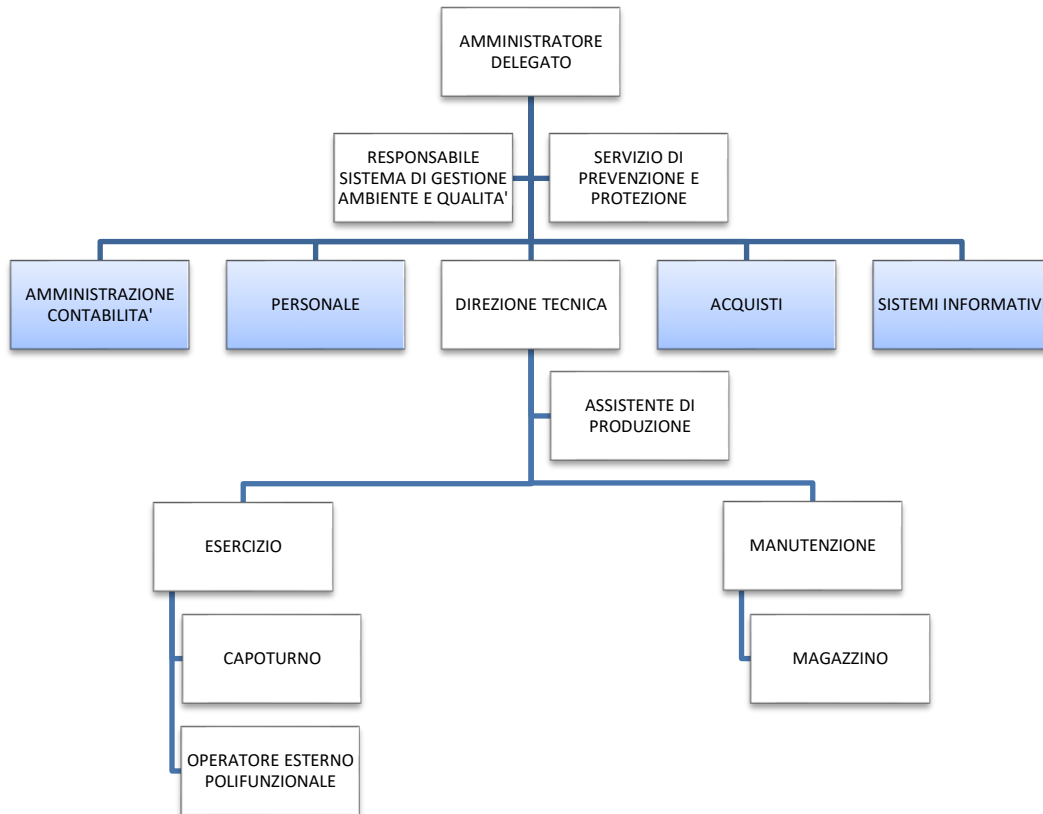 AMMINISTRATORE
DELEGATO
RESPONSABILE
SISTEMA DI GESTIONE
AMBIENTE E QUALITA'
SERVIZIO DI
PREVENZIONE E
PROTEZIONE
AMMINISTRAZIONE
CONTABILITA'
PERSONALE
DIREZIONE TECNICA
ACQUISTI
SISTEMI INFORMATIVI
ASSISTENTE DI
PRODUZIONE
ESERCIZIO
MANUTENZIONE
CAPOTURNO
MAGAZZINO
OPERATORE ESTERNO
POLIFUNZIONALE